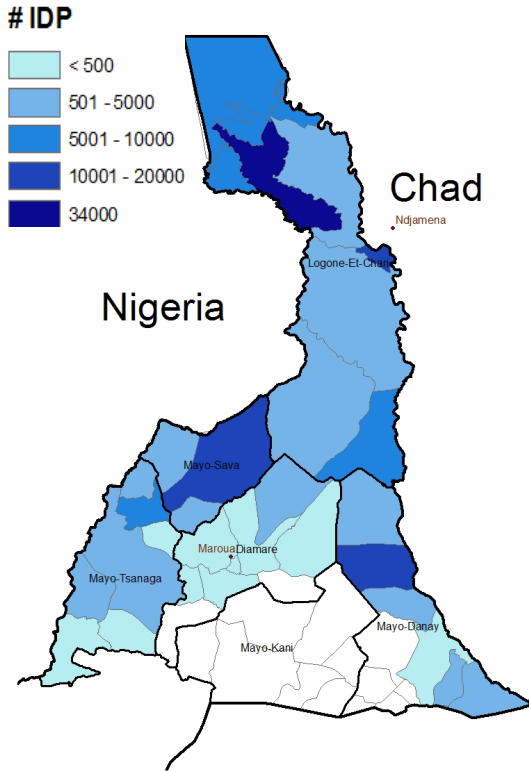 # IDP
< 500
501 - 5000
5001 - 10000
10001 - 20000
34000
Chad
Ndjamena
Logone-Et-Chari
Nigeria
Mayo-Sava
Maroua
Diamare
Mayo-Tsanaga
Mayo-Danay
Mayo-Kani